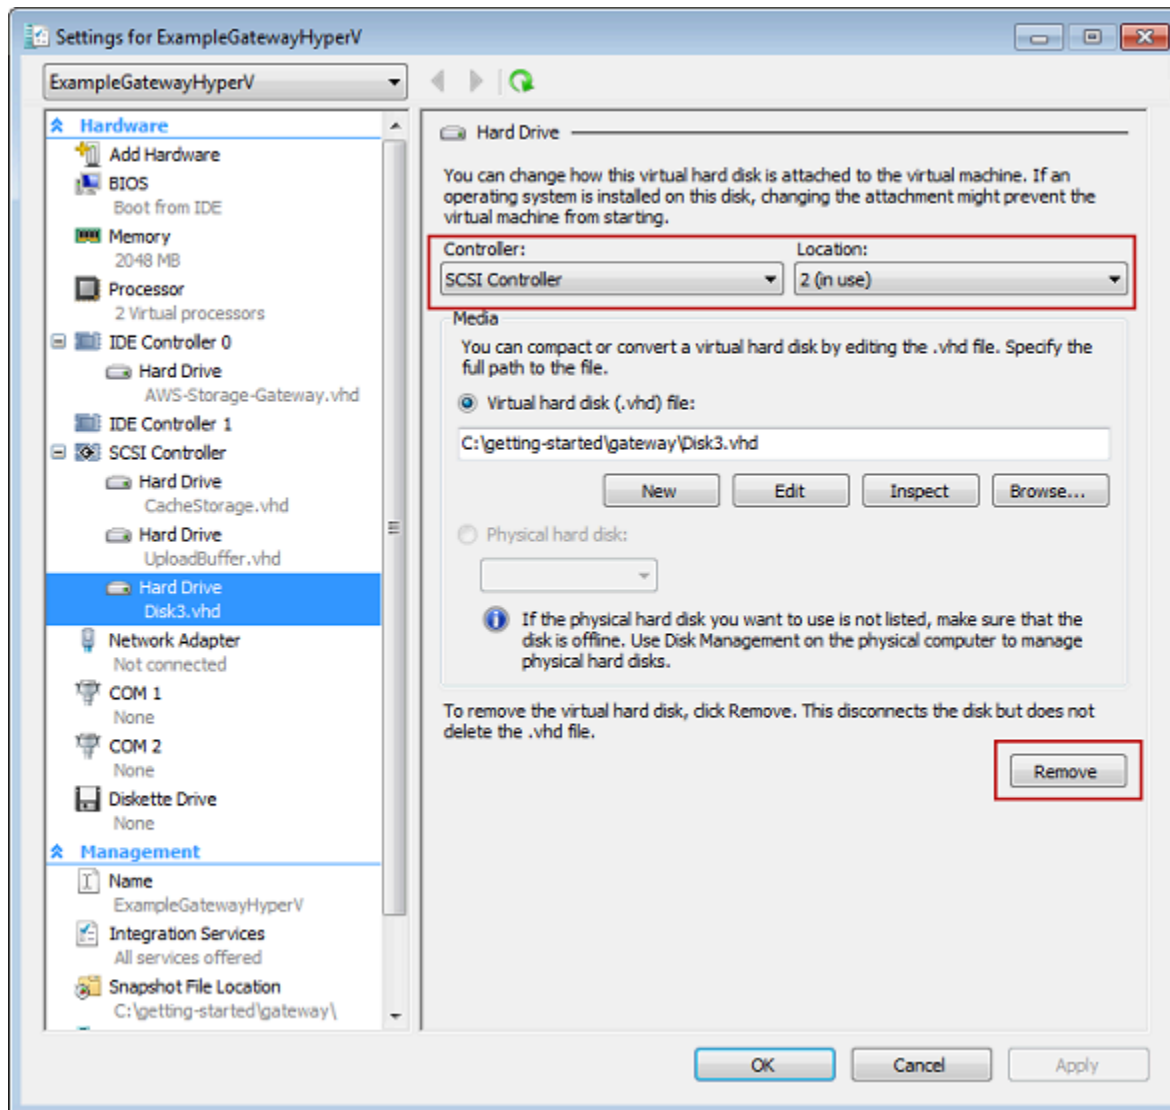 Settings for ExampleGatewayHyperV
ExampleGatewayHyperV
Hardware
Add Hardware
BIOS
Boot from IDE
Memory
2048 MB
Processor
2 Virtual processors
IDE Controller 0
Hard Drive
AWS-Storage-Gateway.vhd
IDE Controller 1
SCSI Controller
Hard Drive
CacheStorage.vhd
Hard Drive
UploadBuffer.vhd
Hard Drive
Disk3.vhd
Network Adapter
Not connected
COM 1
None
COM 2
None
Diskette Drive
None
Management
Name
ExampleGatewayHyperV
Integration Services
All services offered
Snapshot File Location
C:\getting-started\gateway\
Hard Drive
You can change how this virtual hard disk is attached to the virtual machine. If an
operating system is installed on this disk, changing the attachment might prevent the
virtual machine from starting.
Controller: Location:
SCSI Controller 2 (in use)
Media
You can compact or convert a virtual hard disk by editing the .vhd file. Specify the
full path to the file.
Virtual hard disk (.vhd) file:
C:\getting-started\gateway\Disk3.vhd
New Edit Inspect Browse...
Physical hard disk:
If the physical hard disk you want to use is not listed, make sure that the
disk is offline. Use Disk Management on the physical computer to manage
physical hard disks.
To remove the virtual hard disk, click Remove. This disconnects the disk but does not
delete the .vhd file.
Remove
OK Cancel Apply